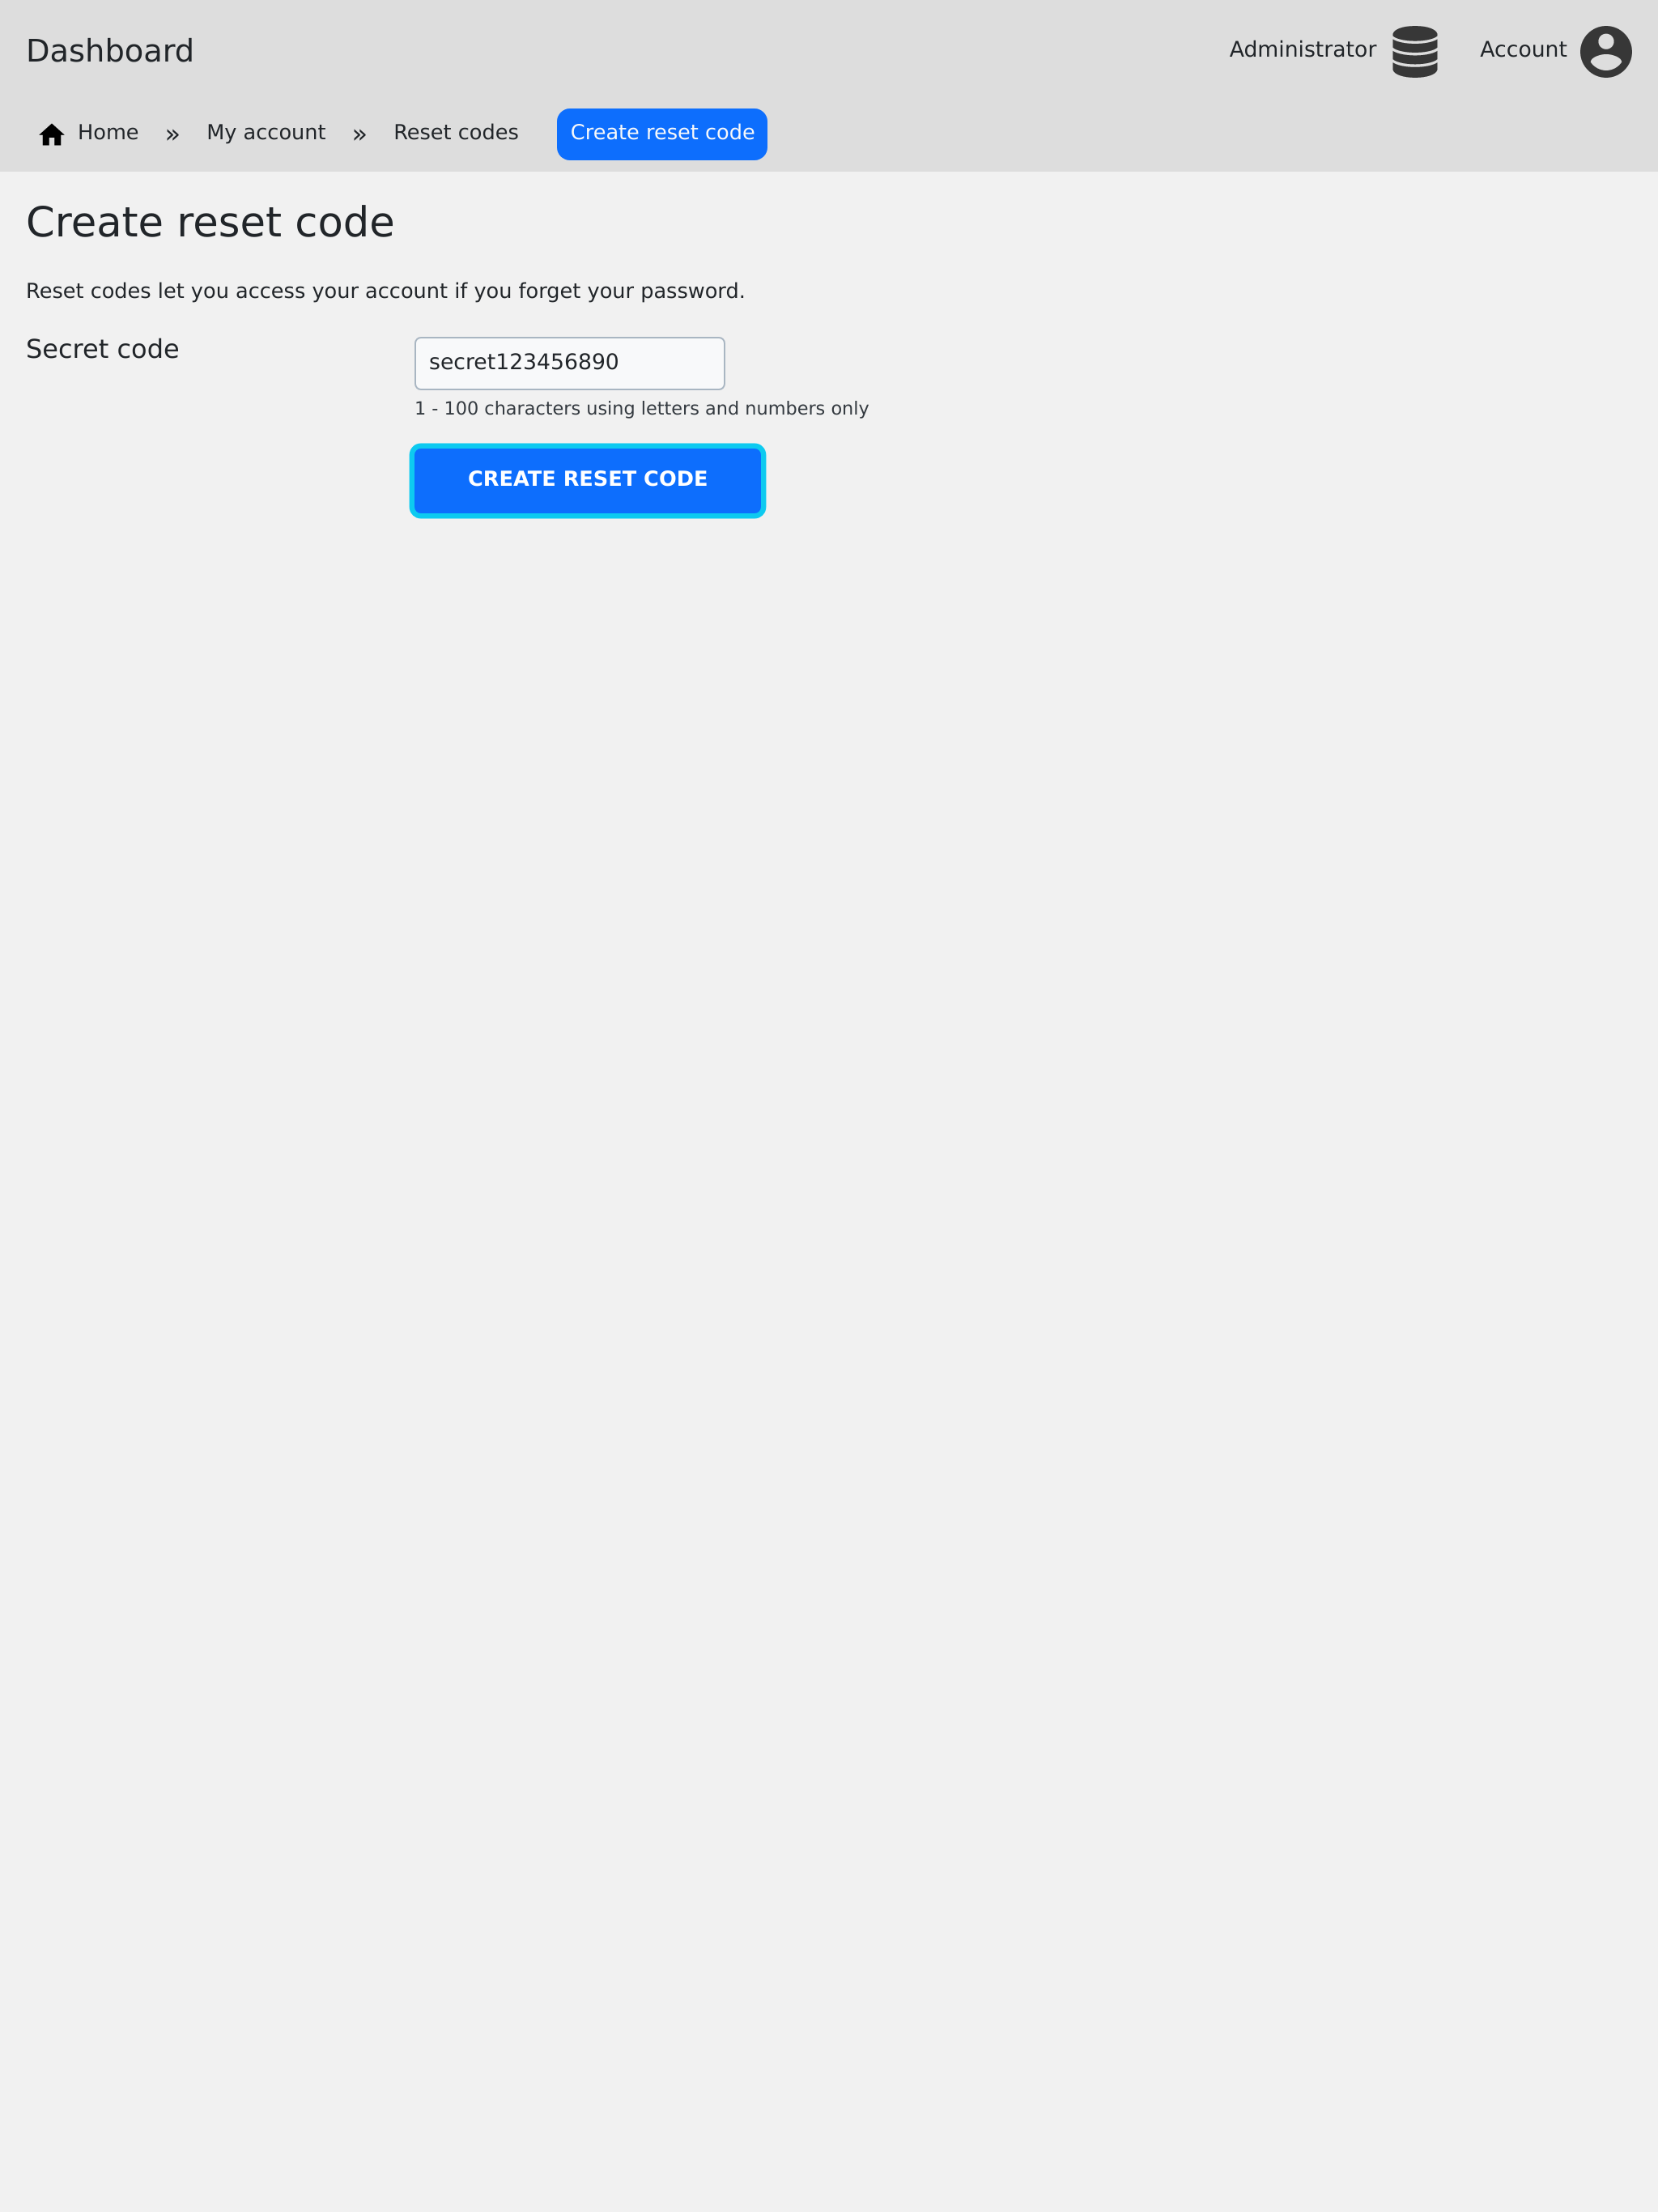 Dashboard
Administrator
Account
Home » My account » Reset codes Create reset code
Create reset code
Reset codes let you access your account if you forget your password.
Secret code
secret123456890
1 - 100 characters using letters and numbers only
CREATE RESET CODE